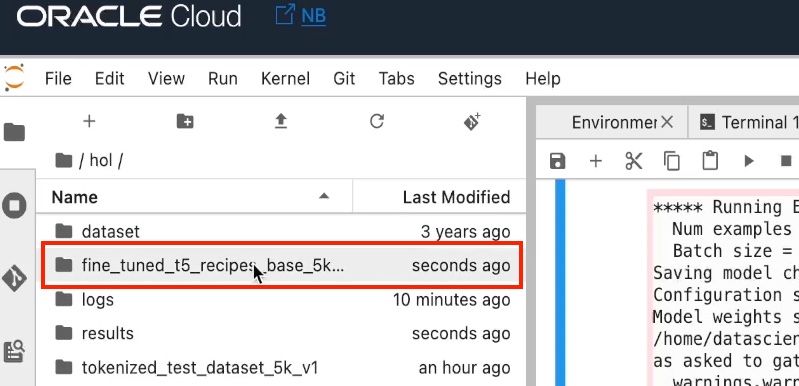 ORACLE Cloud NB
File Edit View Run Kernel Git Tabs Settings Help
Environmer Terminal 1
/ hol /
Name Last Modified
dataset 3 years ago
fine_tuned_t5_recipes_base_5k... seconds ago
logs 10 minutes ago
results seconds ago
tokenized_test_dataset_5k_v1 an hour ago
***** Running E
Num examples
Batch size =
Saving model ch
Configuration s
Model weights s
/home/datascien
as asked to gat
warnings.warn